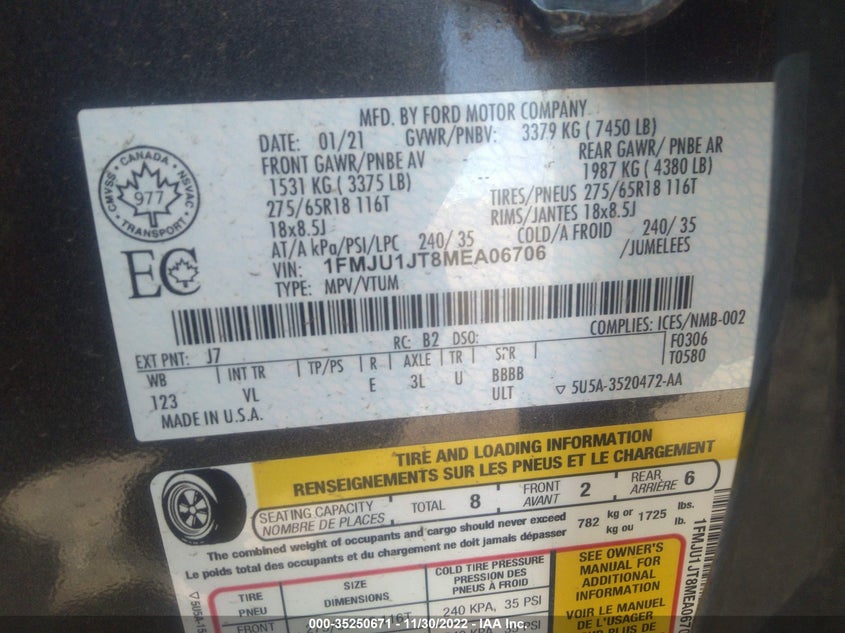 MFD. BY FORD MOTOR COMPANY
DATE: 01/21 GVWR/PNBV: 3379 KG ( 7450 LB)
FRONT GAWR/PNBE AV REAR GAWR/ PNBE AR
1531 KG ( 3375 LB) 1987 KG ( 4380 LB)
275/65R18 116T TIRES/PNEUS 275/65R18 116T
18x8.5J RIMS/JANTES 18x8.5J
AT/A kPa/PSI/LPC 240/ 35 COLD/A FROID 240/ 35
VIN: 1FMJU1JT8MEA06706 /JUMELEES
TYPE: MPV/VTUM
CANADA
CMVSS NSVAC
977
TRANSPORT
EC
COMPLIES: ICES/NMB-002
EXT PNT: J7 RC: B2 DSO: F0306
T0580
WB INT TR TP/PS R AXLE TR SPR
123 VL E 3L U BBBB
ULT
MADE IN U.S.A. ▽ 5U5A-3520472-AA
TIRE AND LOADING INFORMATION
RENSEIGNEMENTS SUR LES PNEUS ET LE CHARGEMENT
SEATING CAPACITY TOTAL 8 FRONT 2 REAR 6
NOMBRE DE PLACES AVANT ARRIÈRE
The combined weight of occupants and cargo should never exceed 782 kg or 1725 lbs.
Le poids total des occupants et du chargement ne doit jamais dépasser kg ou lb.
TIRE SIZE COLD TIRE PRESSURE
PNEU DIMENSIONS PRESSION DES PNEUS À FROID
FRONT 240 KPA, 35 PSI
SEE OWNER'S
MANUAL FOR
ADDITIONAL
INFORMATION
VOIR LE MANUEL
DE L'USAGER
1FMJU1JT8MEA0670
000-35250671 - 11/30/2022 - IAA Inc.